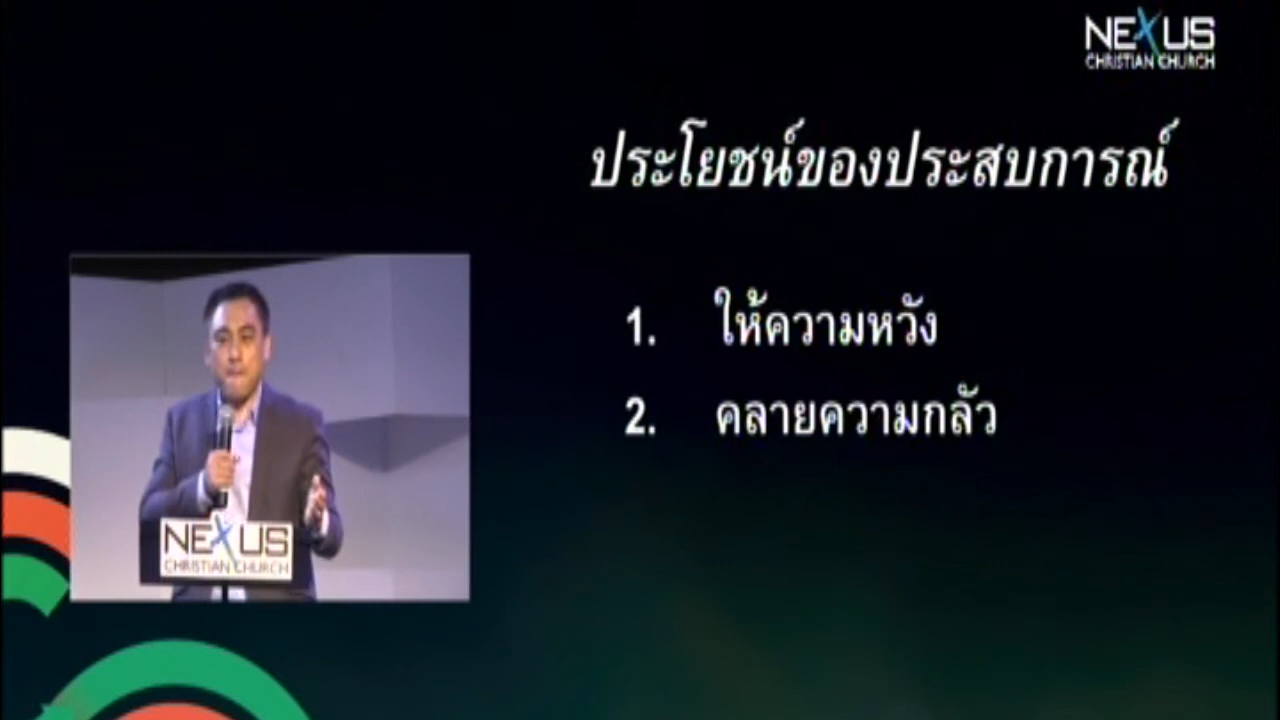 NEXUS
CHRISTIAN CHURCH
ประโยชน์ของประสบการณ์
1. ให้ความหวัง
2. คลายความกลัว
NEXUS
CHRISTIAN CHURCH